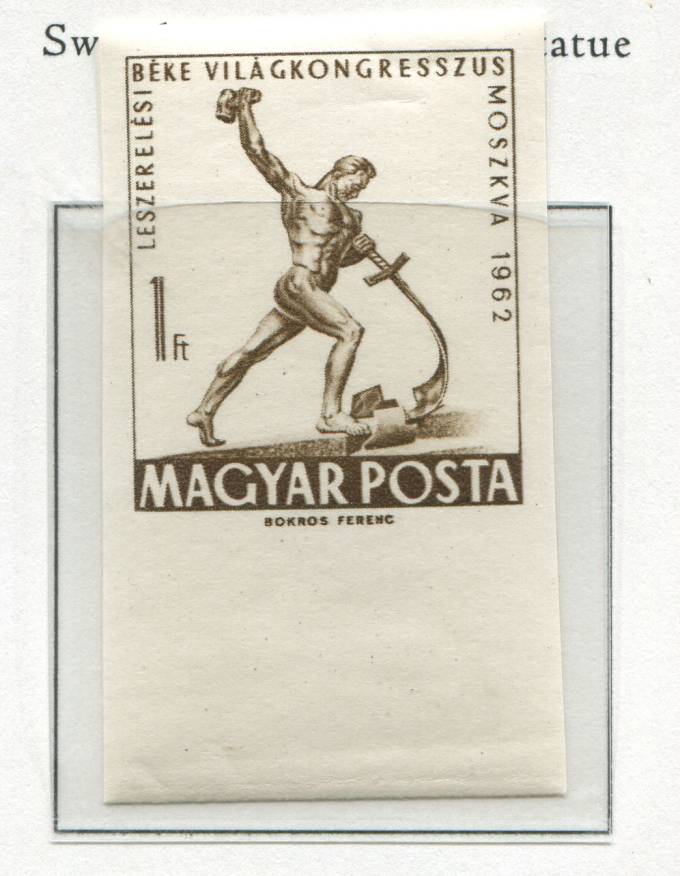 Sw
tatue
BÉKE VILÁGKONGRESSZUS
LESZERELÉSI
MOSZKVA 1962
1 Ft
MAGYAR POSTA
BOKROS FERENC